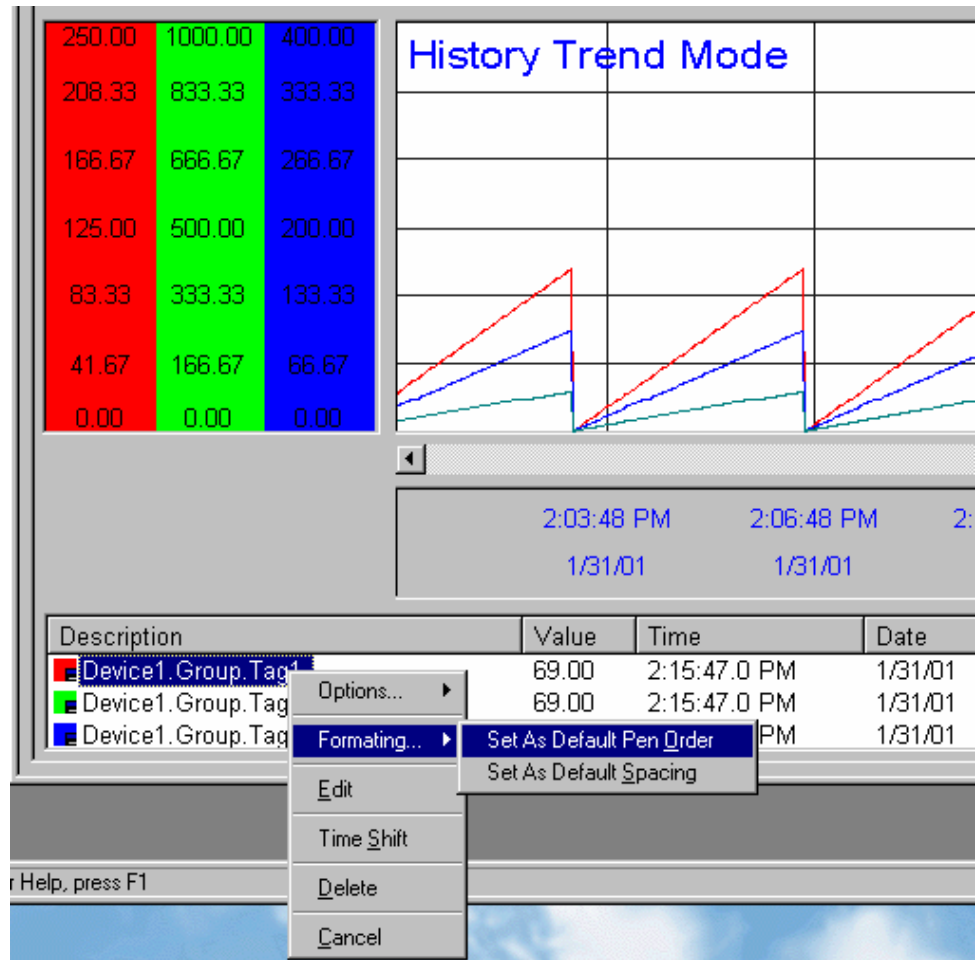 250.00 1000.00 400.00
History Trend Mode
208.33 833.33 333.33
166.67 666.67 266.67
125.00 500.00 200.00
83.33 333.33 133.33
41.67 166.67 66.67
0.00 0.00 0.00
2:03:48 PM 2:06:48 PM 2:
1/31/01 1/31/01
Description Value Time Date
Device1.Group.Tag1 69.00 2:15:47.0 PM 1/31/01
Device1.Group.Tag 69.00 2:15:47.0 PM 1/31/01
Device1.Group.Tag PM 1/31/01
Options...
Formating...
Set As Default Pen Order
Set As Default Spacing
Edit
Time Shift
Delete
Cancel
r Help, press F1